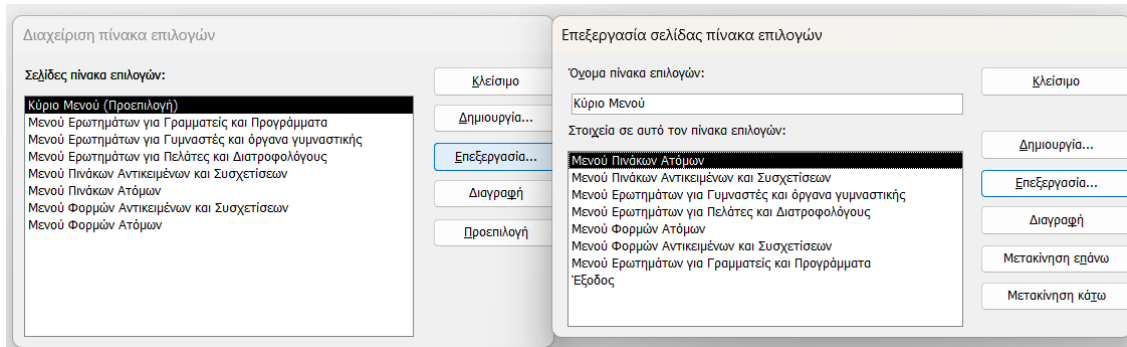 Διαχείριση πίνακα επιλογών
Σελίδες πίνακα επιλογών:
Κύριο Μενού (Προεπιλογή)
Μενού Ερωτημάτων για Γραμματείς και Προγράμματα
Μενού Ερωτημάτων για Γυμναστές και όργανα γυμναστικής
Μενού Ερωτημάτων για Πελάτες και Διατροφολόγους
Μενού Πινάκων Αντικειμένων και Συσχετίσεων
Μενού Πινάκων Ατόμων
Μενού Φορμών Αντικειμένων και Συσχετίσεων
Μενού Φορμών Ατόμων
Κλείσιμο
Δημιουργία...
Επεξεργασία...
Διαγραφή
Προεπιλογή
Επεξεργασία σελίδας πίνακα επιλογών
Όνομα πίνακα επιλογών:
Κύριο Μενού
Στοιχεία σε αυτό τον πίνακα επιλογών:
Μενού Πινάκων Ατόμων
Μενού Πινάκων Αντικειμένων και Συσχετίσεων
Μενού Ερωτημάτων για Γυμναστές και όργανα γυμναστικής
Μενού Ερωτημάτων για Πελάτες και Διατροφολόγους
Μενού Φορμών Ατόμων
Μενού Φορμών Αντικειμένων και Συσχετίσεων
Μενού Ερωτημάτων για Γραμματείς και Προγράμματα
Έξοδος
Κλείσιμο
Δημιουργία...
Επεξεργασία...
Διαγραφή
Μετακίνηση επάνω
Μετακίνηση κάτω